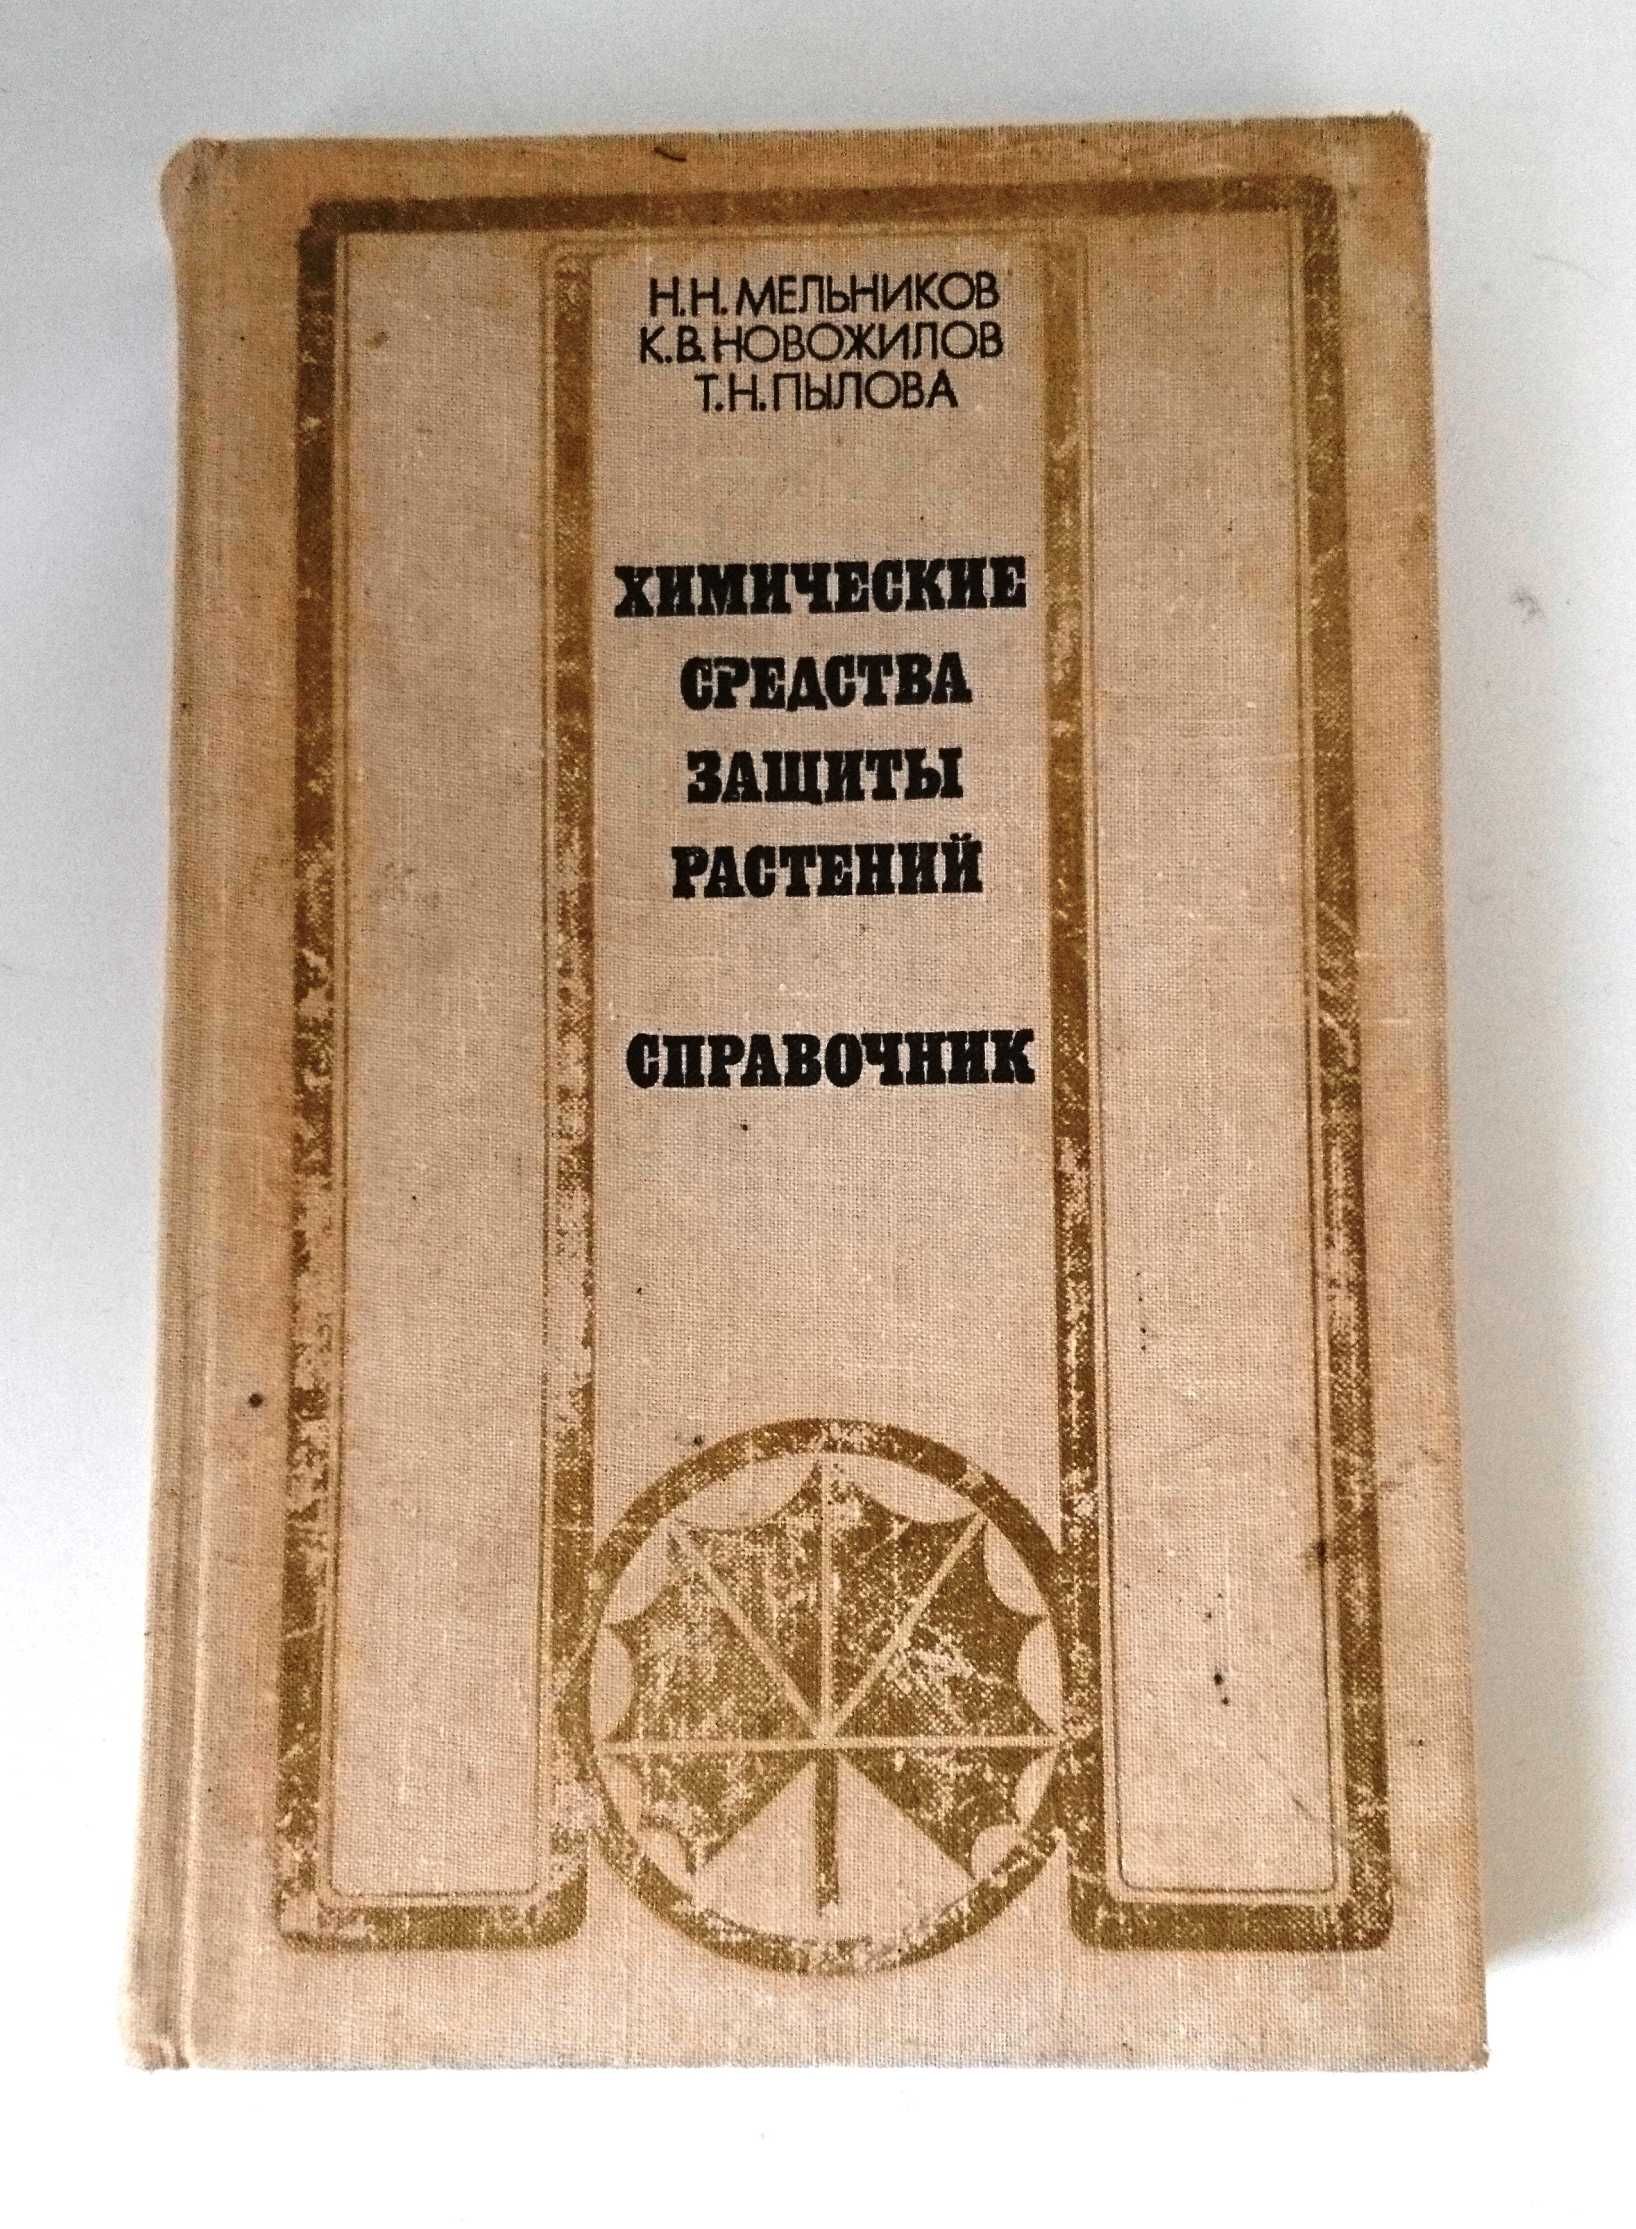 Н.Н.МЕЛЬНИКОВ
К.В.НОВОЖИЛОВ
Т.Н.ПЫЛОВА
ХИМИЧЕСКИЕ
СРЕДСТВА
ЗАЩИТЫ
РАСТЕНИЙ
СПРАВОЧНИК